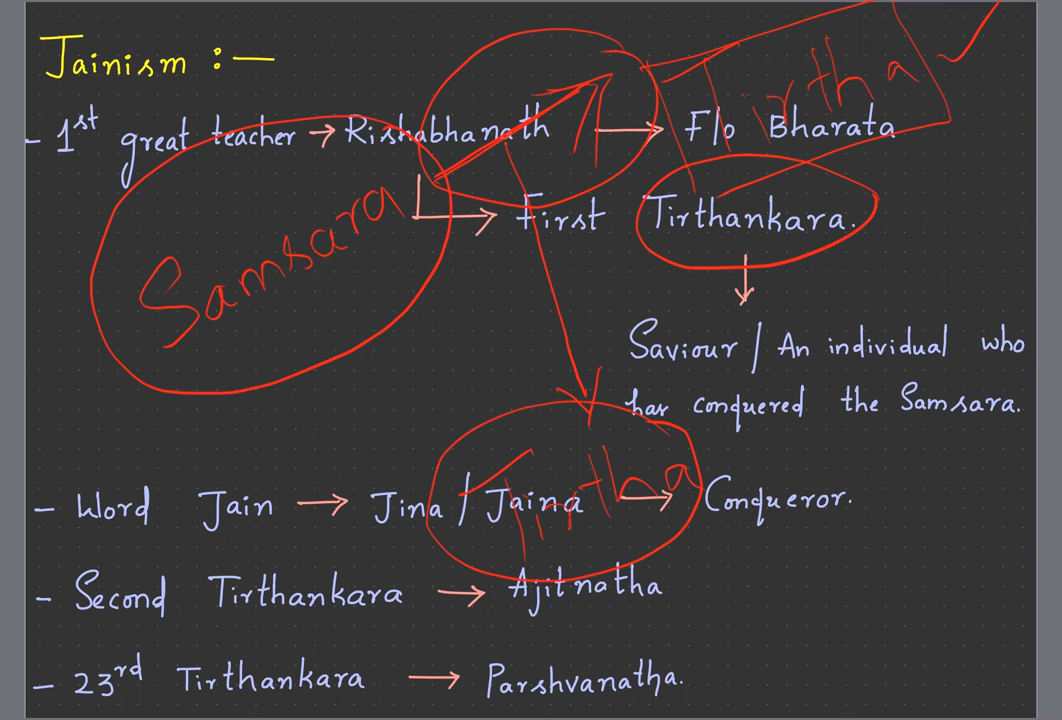 Jainism :—
- 1st great teacher → Rishabhanath → F/o Bharata
→ First Tirthankara.
Saviour / An individual who
has conquered the Samsara.
- Word Jain → Jina / Jaina → Conqueror.
- Second Tirthankara → Ajitnatha
- 23rd Tirthankara → Parshvanatha.
Samsara
Tirtha
Tirtha